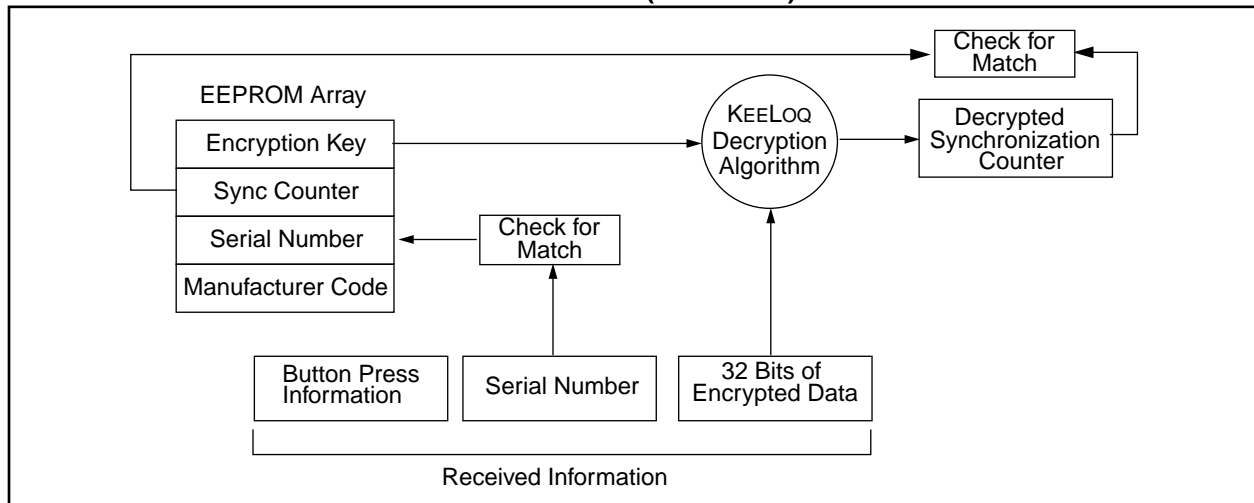 Check for
Match
EEPROM Array
KEELOQ
Decryption
Algorithm
Decrypted
Synchronization
Counter
Encryption Key
Sync Counter
Serial Number
Manufacturer Code
Check for
Match
Button Press
Information
Serial Number
32 Bits of
Encrypted Data
Received Information